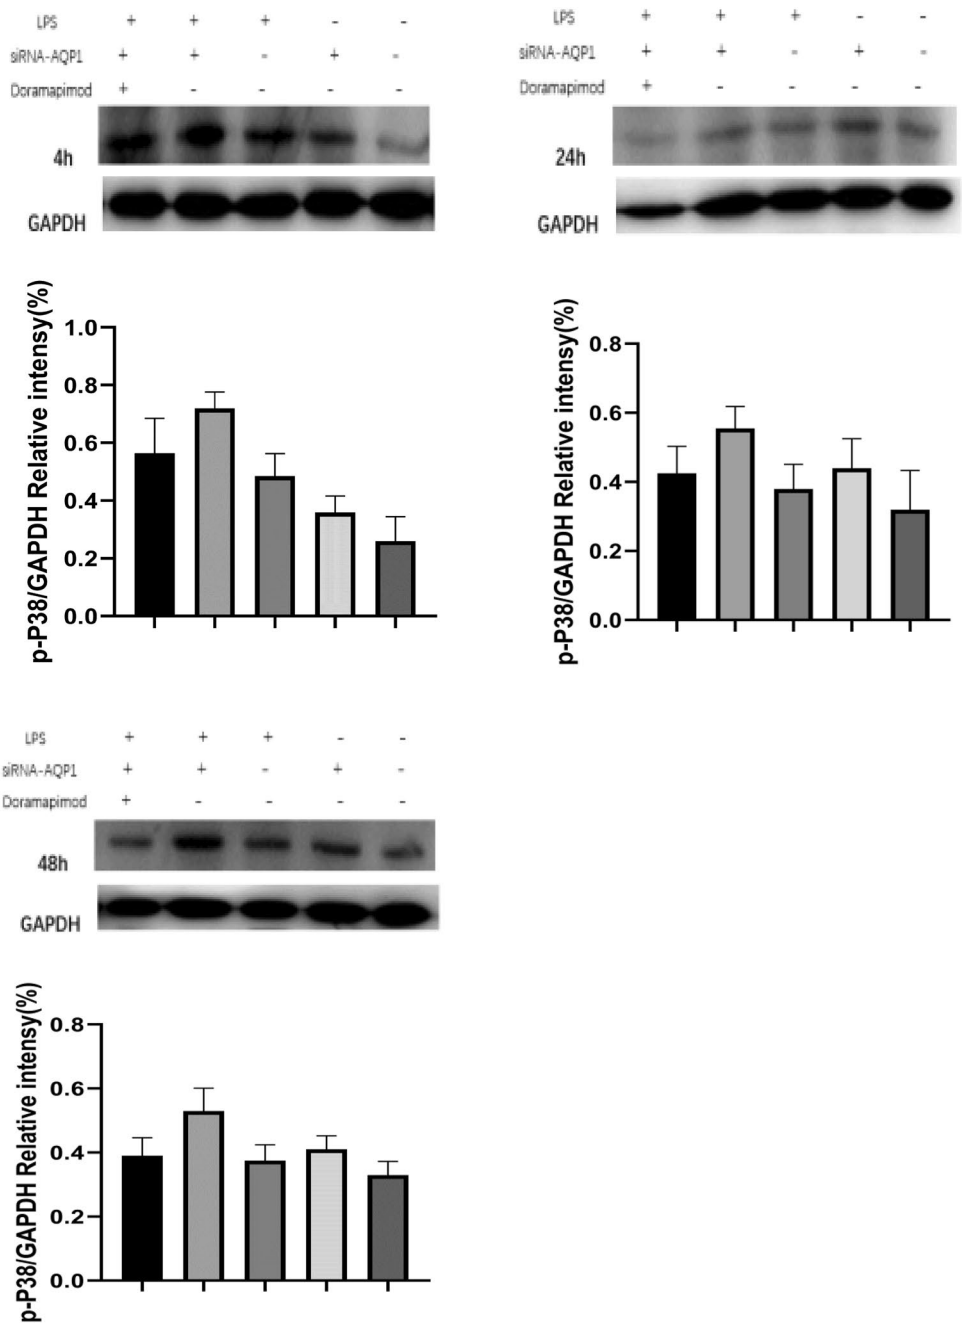 LPS + + + - -
siRNA-AQP1 + + - + -
Doramapimod + - - - -
4h
GAPDH
p-P38/GAPDH Relative intensy(%)
1.0
0.8
0.6
0.4
0.2
0.0
LPS + + + - -
siRNA-AQP1 + + - + -
Doramapimod + - - - -
24h
GAPDH
p-P38/GAPDH Relative intensy(%)
0.8
0.6
0.4
0.2
0.0
LPS + + + - -
siRNA-AQP1 + + - + -
Doramapimod + - - - -
48h
GAPDH
p-P38/GAPDH Relative intensy(%)
0.8
0.6
0.4
0.2
0.0